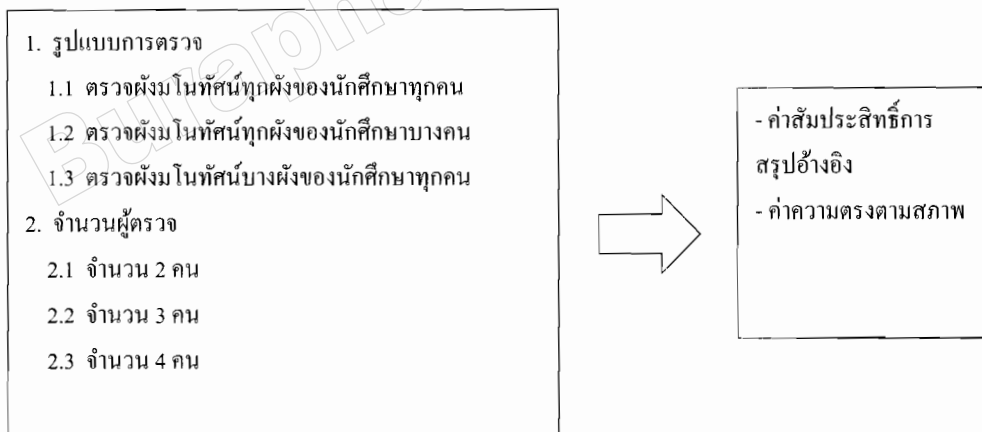 1. รูปแบบการตรวจ
1.1 ตรวจผังมโนทัศน์ทุกผังของนักศึกษาทุกคน
1.2 ตรวจผังมโนทัศน์ทุกผังของนักศึกษาบางคน
1.3 ตรวจผังมโนทัศน์บางผังของนักศึกษาทุกคน
2. จำนวนผู้ตรวจ
2.1 จำนวน 2 คน
2.2 จำนวน 3 คน
2.3 จำนวน 4 คน
- ค่าสัมประสิทธิ์การ
สรุปอ้างอิง
- ค่าความตรงตามสภาพ
Buraph